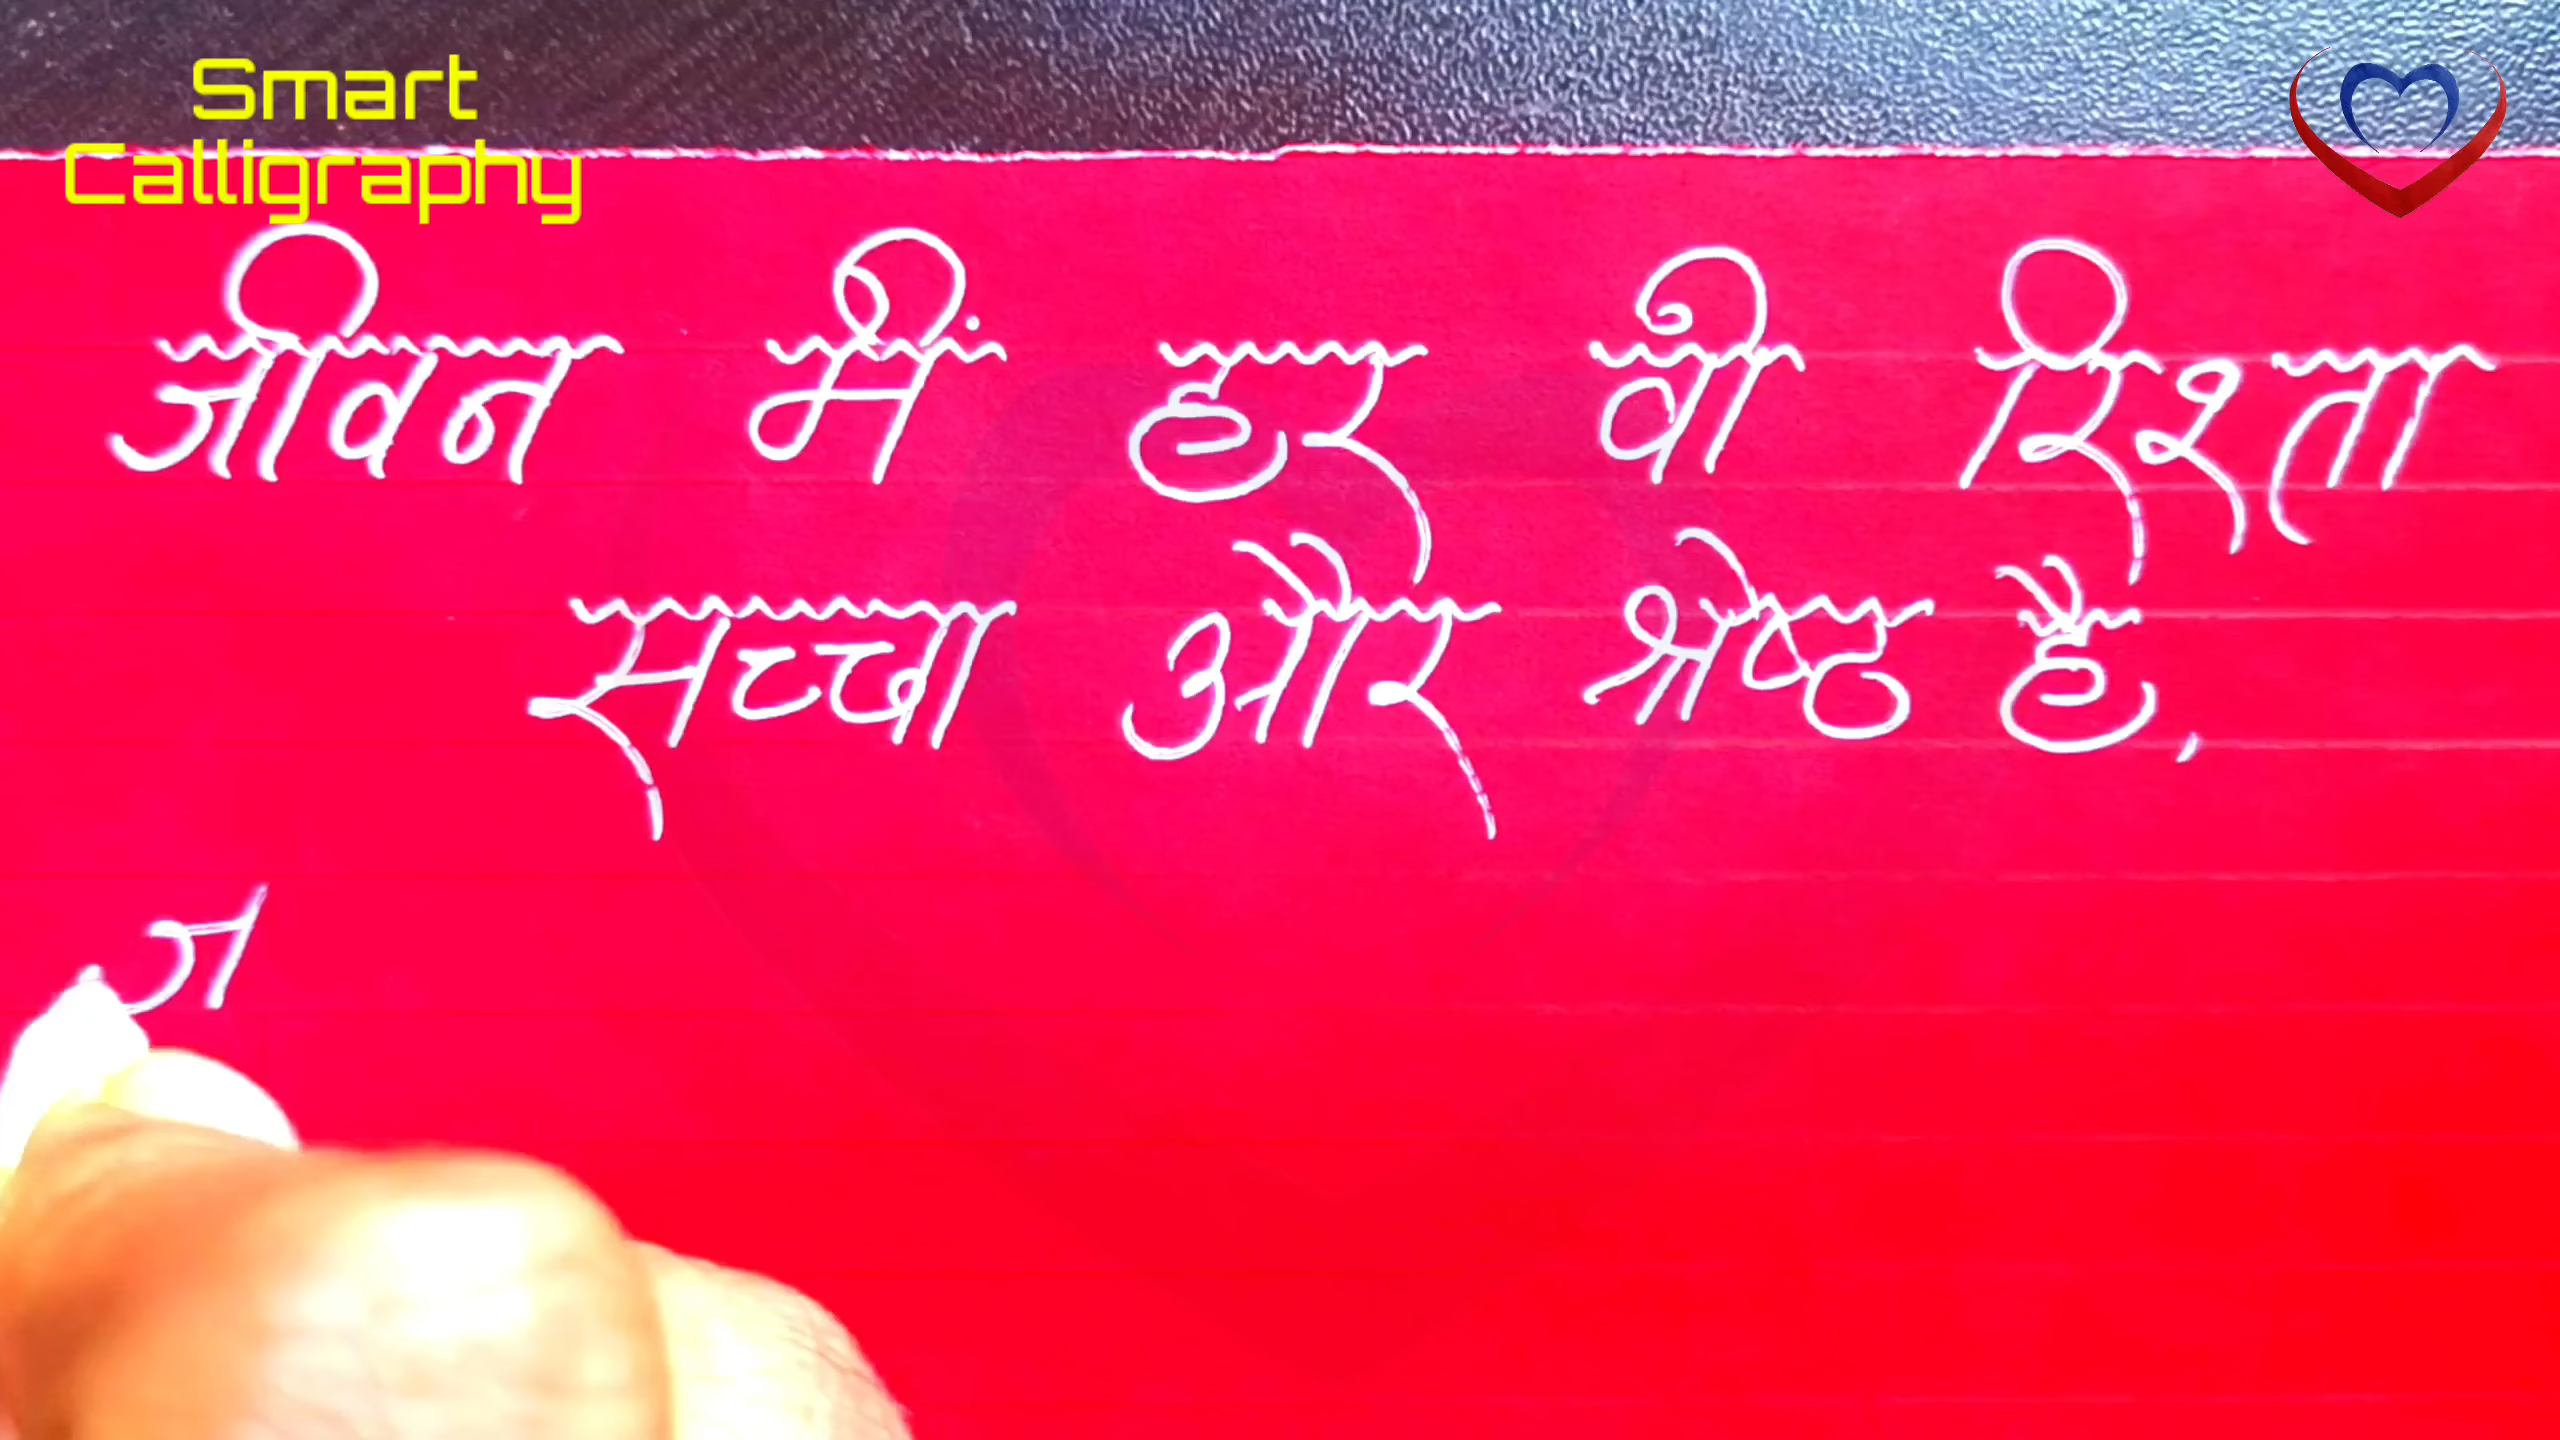 Smart
Calligraphy
जीवन में हर वो रिश्ता
सच्चा और श्रेष्ठ है,
ज